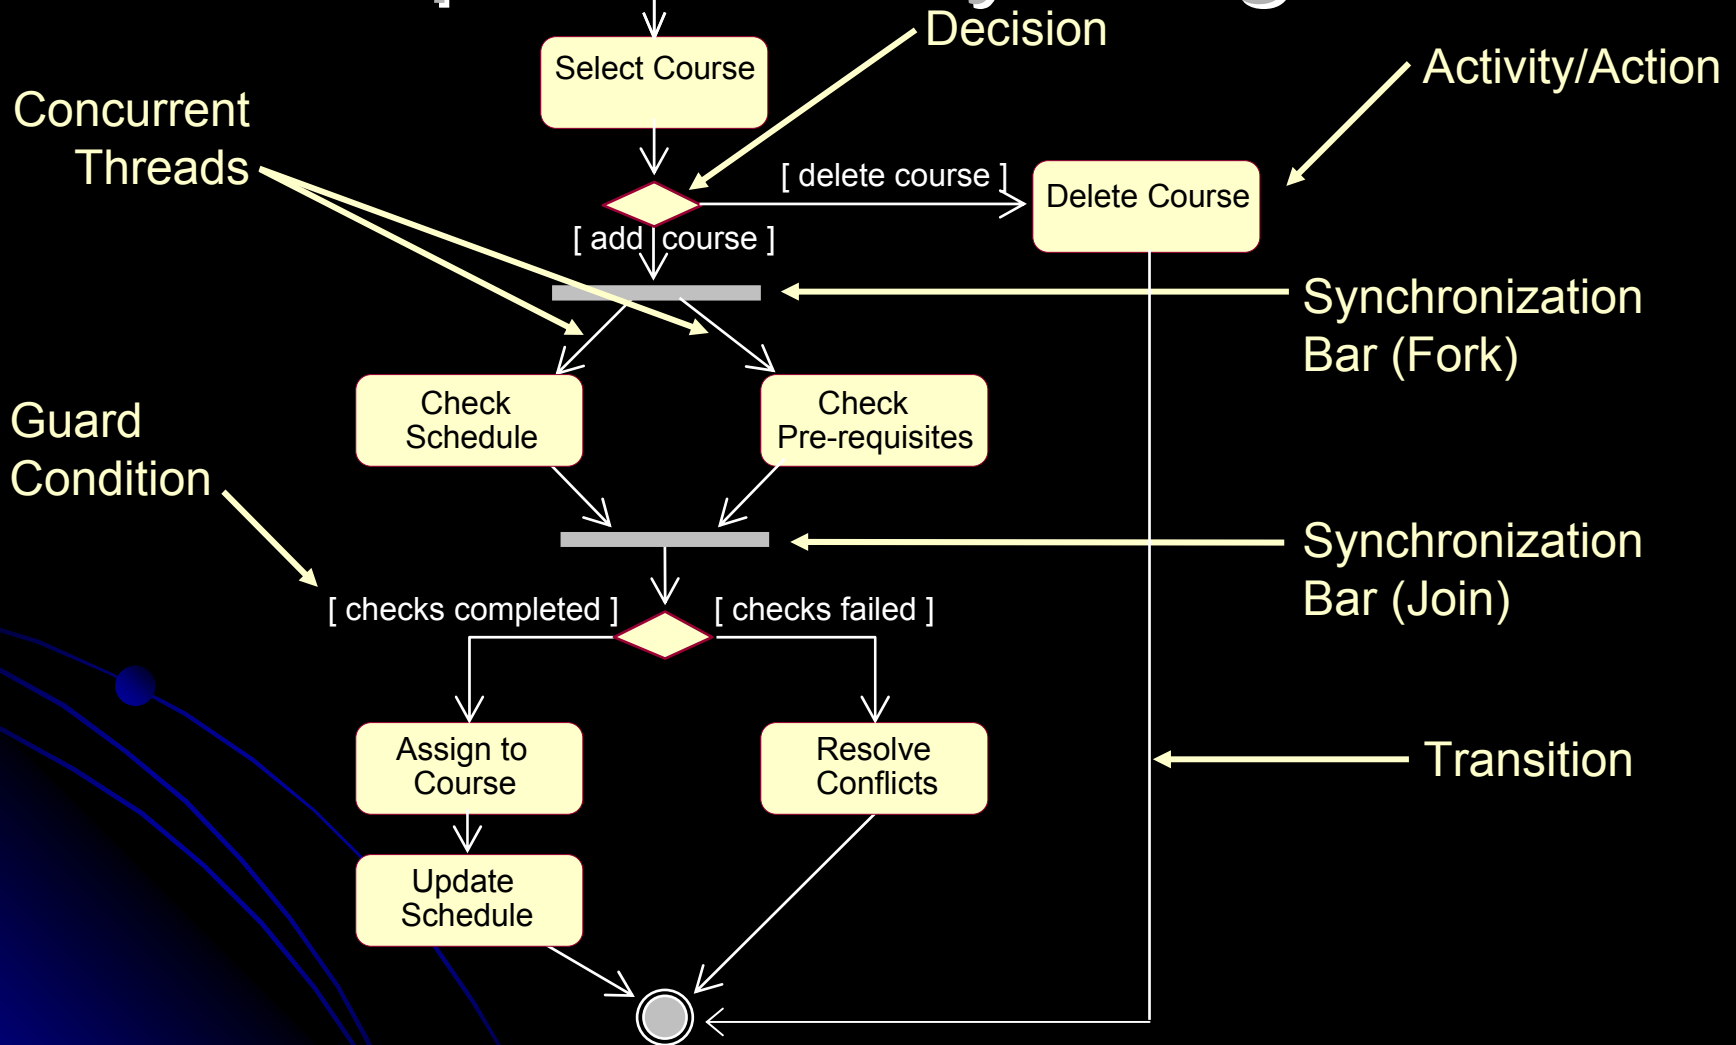 Decision
Select Course
Activity/Action
Concurrent
Threads
[ delete course ]
Delete Course
[ add course ]
Synchronization
Bar (Fork)
Check
Schedule
Check
Pre-requisites
Guard
Condition
Synchronization
Bar (Join)
[ checks completed ]
[ checks failed ]
Assign to
Course
Resolve
Conflicts
Transition
Update
Schedule